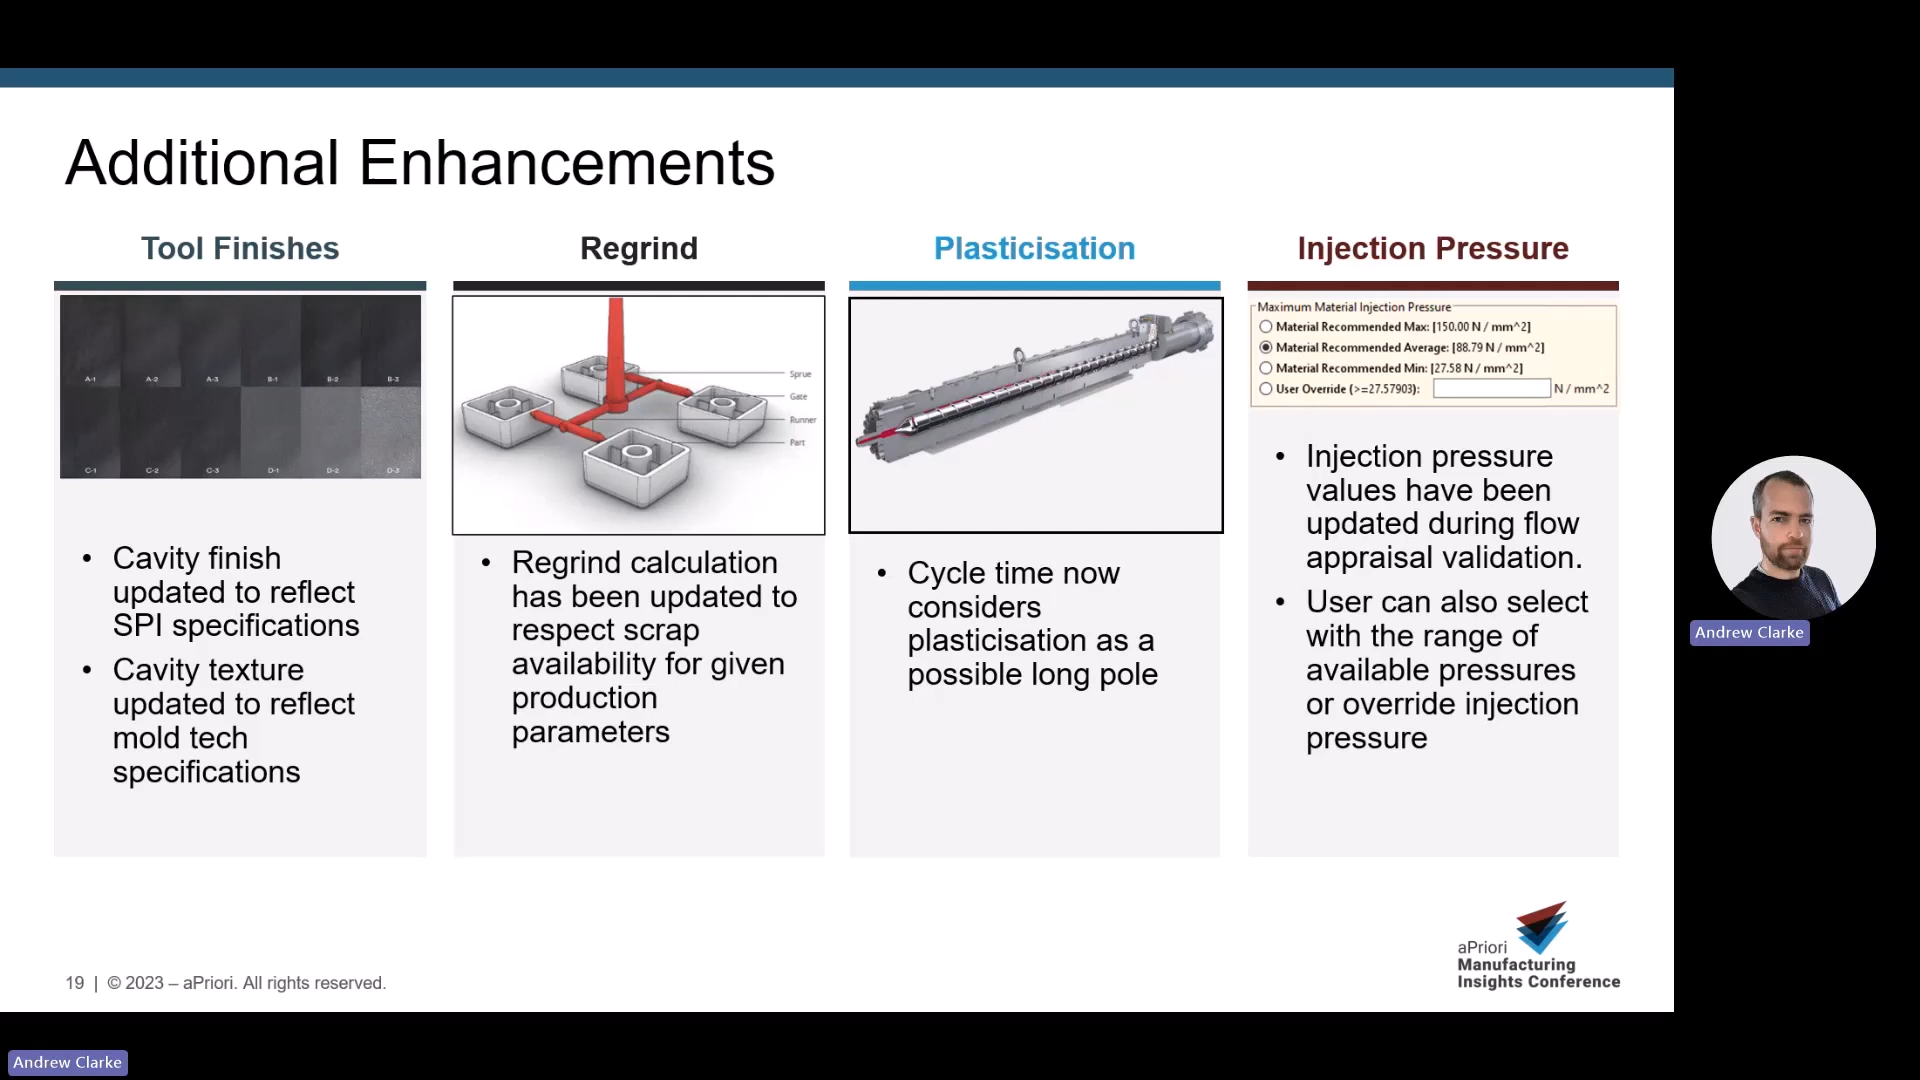 Additional Enhancements
Tool Finishes
A-1 A-2 A-3 B-1 B-2 B-3
C-1 C-2 C-3 D-1 D-2 D-3
• Cavity finish
updated to reflect
SPI specifications
• Cavity texture
updated to reflect
mold tech
specifications
Regrind
Sprue
Gate
Runner
Part
• Regrind calculation
has been updated to
respect scrap
availability for given
production
parameters
Plasticisation
• Cycle time now
considers
plasticisation as a
possible long pole
Injection Pressure
Maximum Material Injection Pressure
Material Recommended Max: [150.00 N / mm^2]
Material Recommended Average: [88.79 N / mm^2]
Material Recommended Min: [27.58 N / mm^2]
User Override (>=27.57903): N / mm^2
• Injection pressure
values have been
updated during flow
appraisal validation.
• User can also select
with the range of
available pressures
or override injection
pressure
Andrew Clarke
19 | © 2023 – aPriori. All rights reserved.
aPriori
Manufacturing
Insights Conference
Andrew Clarke